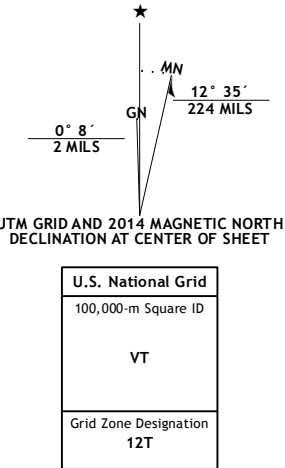 ★
MN
GN
12° 35´
224 MILS
0° 8´
2 MILS
UTM GRID AND 2014 MAGNETIC NORTH
DECLINATION AT CENTER OF SHEET
U.S. National Grid
100,000-m Square ID
VT
Grid Zone Designation
12T